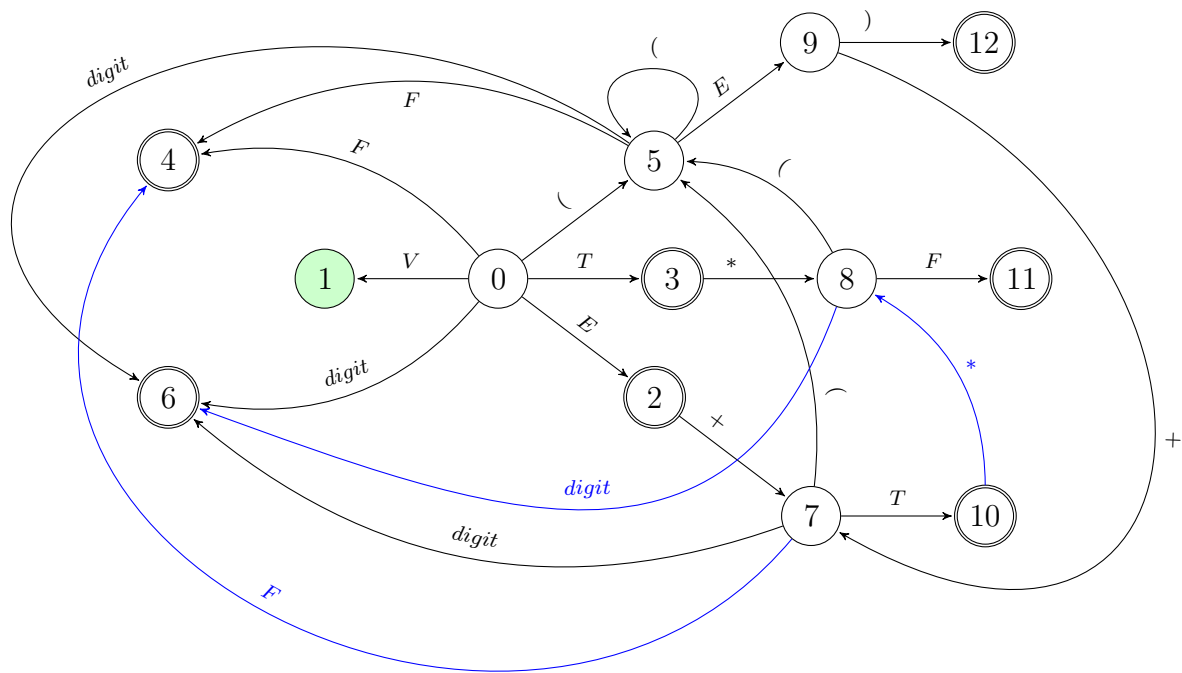 ( 9 ) 12
digit F E
4 F 5
( (
1 V 0 T 3 * 8 F 11
E *
6 digit 2 + (
+
digit 7 T 10
digit
F